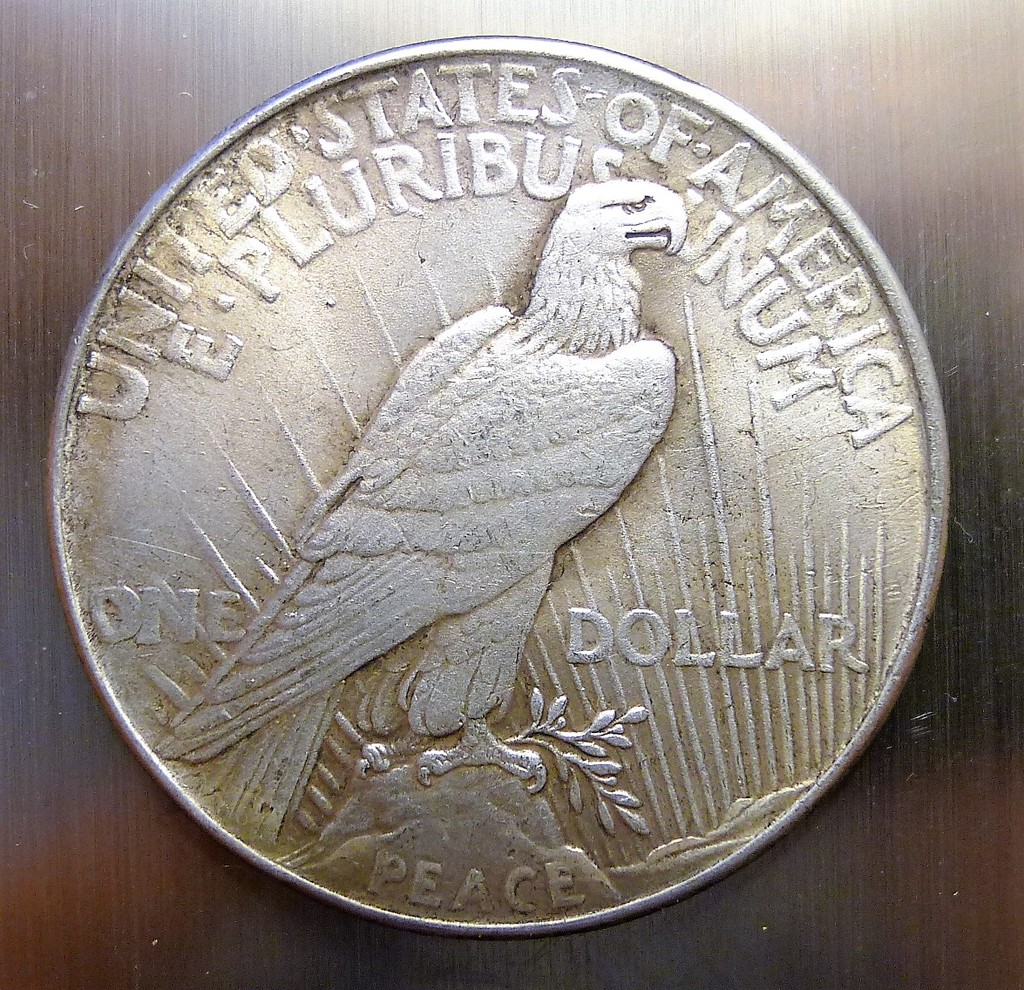 UNITED·STATES·OF·AMERICA
E·PLURIBUS UNUM
ONE DOLLAR
PEACE